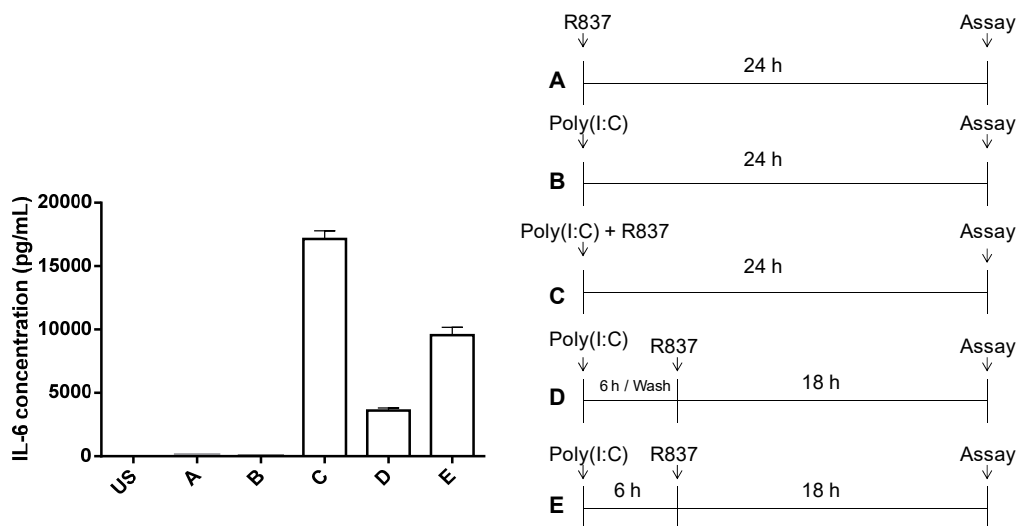 IL-6 concentration (pg/mL)
20000
15000
10000
5000
0
US A B C D E
R837 Assay
24 h
A
Poly(I:C) Assay
24 h
B
Poly(I:C) + R837 Assay
24 h
C
Poly(I:C) R837 Assay
6 h / Wash 18 h
D
Poly(I:C) R837 Assay
6 h 18 h
E